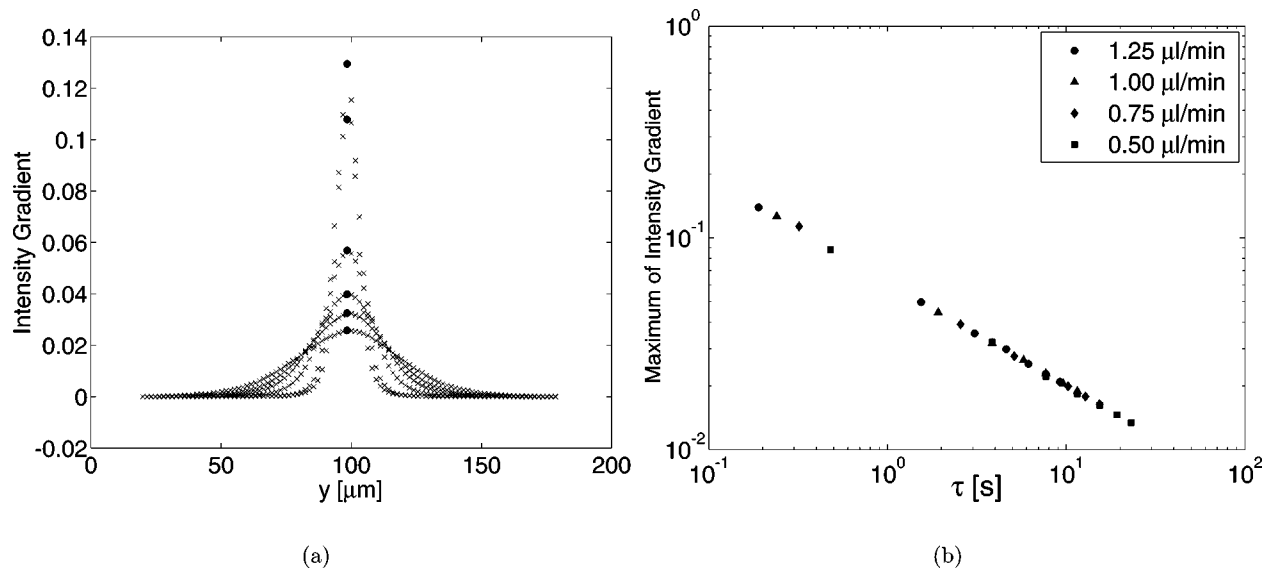 0.14
0.12
0.1
0.08
0.06
0.04
0.02
0
-0.02
0 50 100 150 200
y [μm]
Intensity Gradient
(a)
10^0
10^-1
10^-2
10^-1 10^0 10^1 10^2
τ [s]
Maximum of Intensity Gradient
1.25 μl/min
1.00 μl/min
0.75 μl/min
0.50 μl/min
(b)